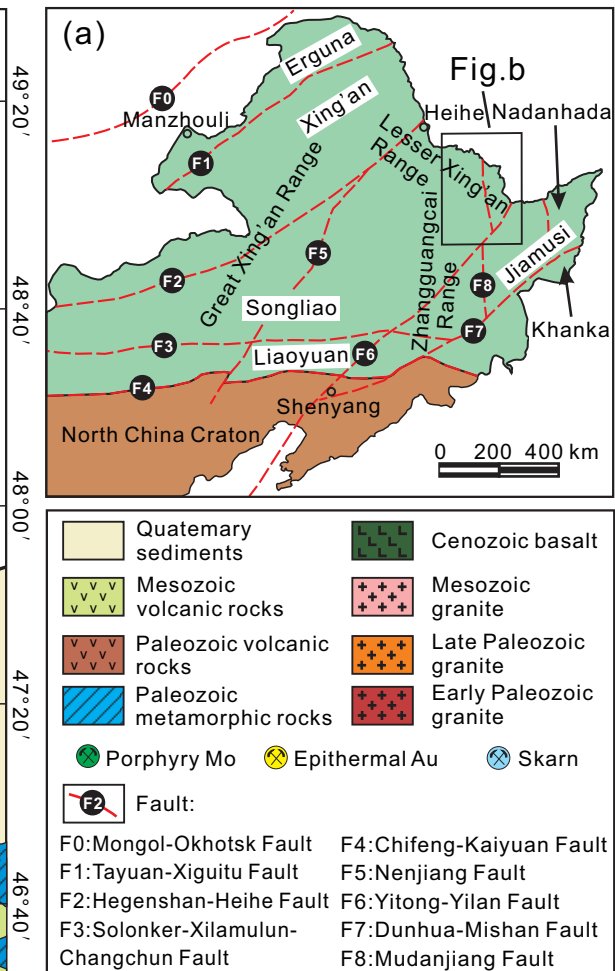 (a)
Erguna
Fig.b
F0
Xing'an
Heihe
Nadanhada
Manzhouli
F1
Lesser Xing'an
Range
Great Xing'an Range
Zhangguangcai
Range
F5
F2
Jiamusi
F8
Songliao
F7
Khanka
F3
Liaoyuan
F6
F4
Shenyang
North China Craton
0 200 400 km
49°20′
48°40′
48°00′
47°20′
46°40′
Quatemary
sediments
Cenozoic basalt
Mesozoic
volcanic rocks
Mesozoic
granite
Paleozoic volcanic
rocks
Late Paleozoic
granite
Paleozoic
metamorphic rocks
Early Paleozoic
granite
Porphyry Mo
Epithermal Au
Skarn
F2
Fault:
F0:Mongol-Okhotsk Fault
F1:Tayuan-Xiguitu Fault
F2:Hegenshan-Heihe Fault
F3:Solonker-Xilamulun-
Changchun Fault
F4:Chifeng-Kaiyuan Fault
F5:Nenjiang Fault
F6:Yitong-Yilan Fault
F7:Dunhua-Mishan Fault
F8:Mudanjiang Fault